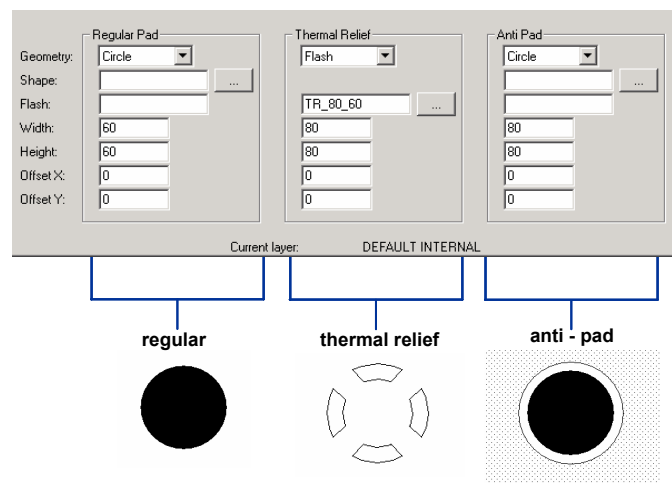 Regular Pad Thermal Relief Anti Pad
Geometry: Circle Flash Circle
Shape: ... ...
Flash: TR_80_60 ...
Width: 60 80 80
Height: 60 80 80
Offset X: 0 0 0
Offset Y: 0 0 0
Current layer: DEFAULT INTERNAL
regular thermal relief anti - pad